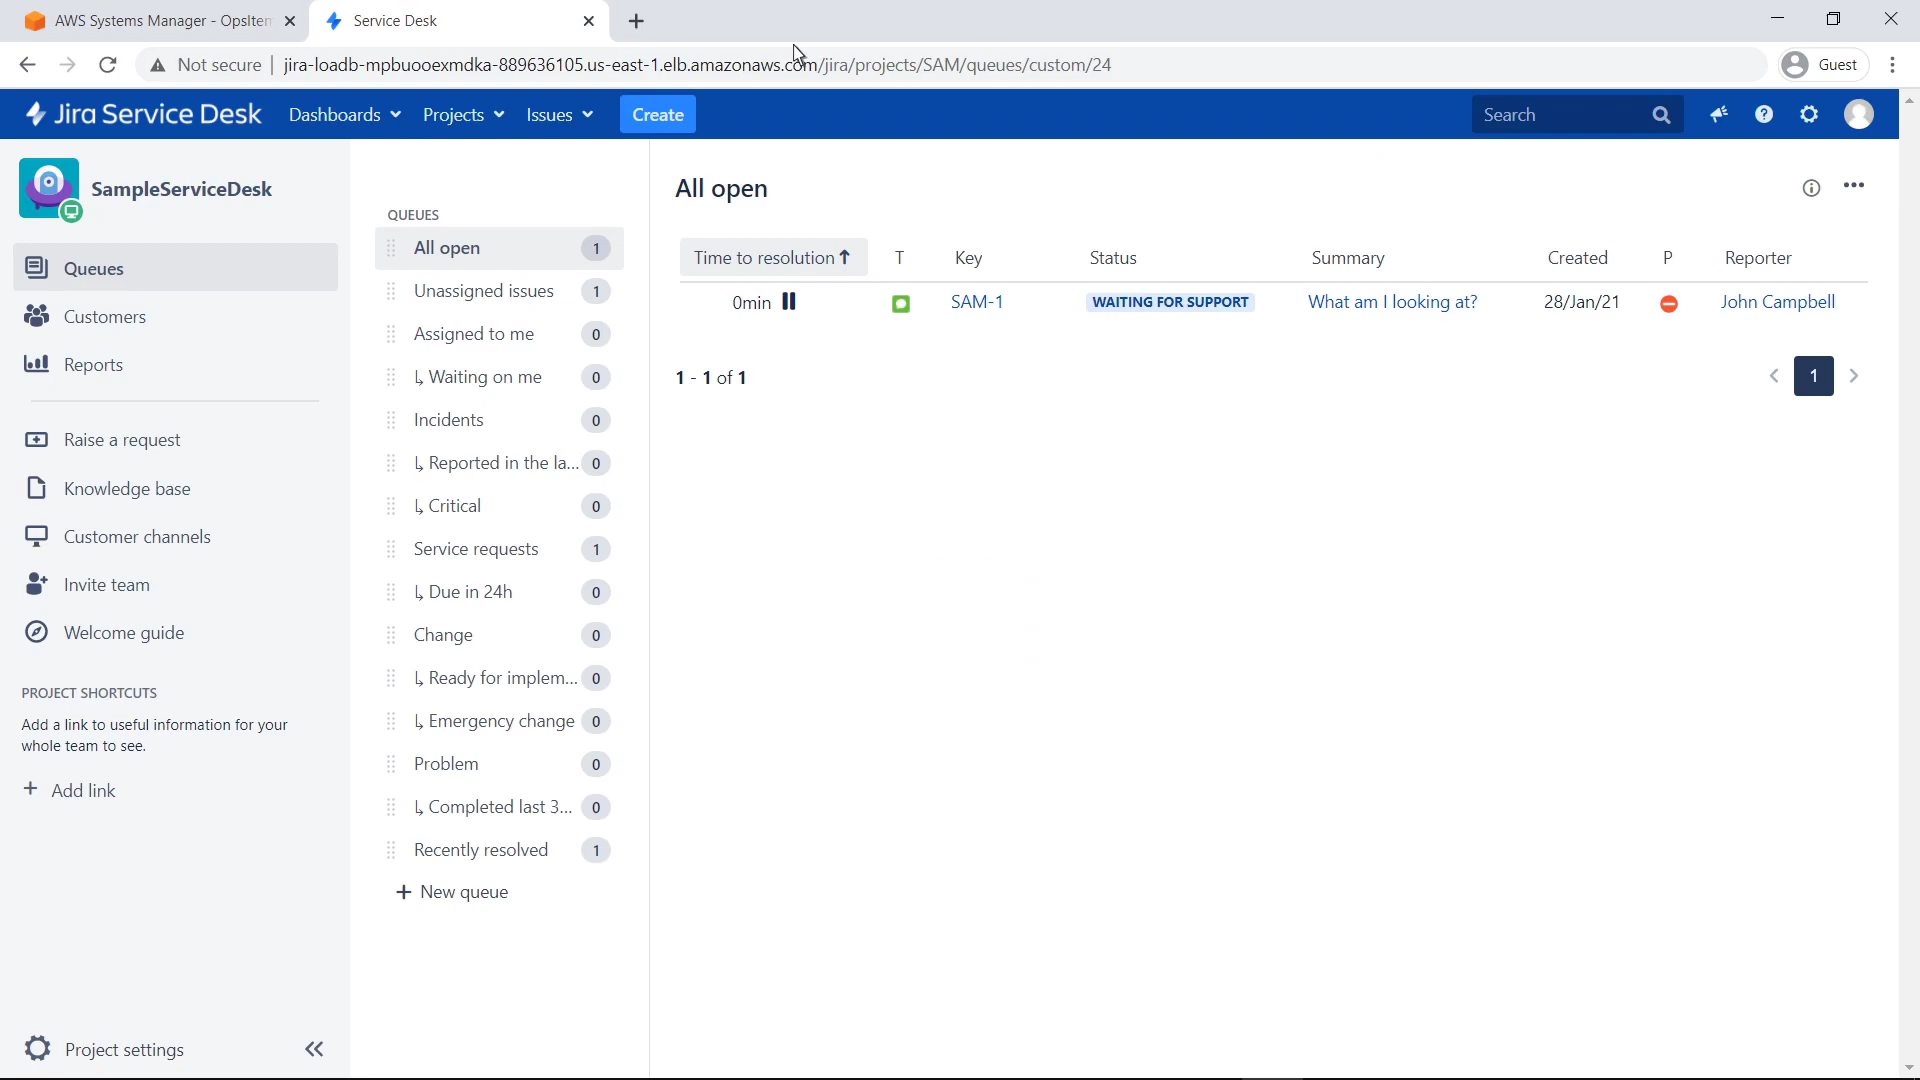 AWS Systems Manager - OpsItem
Service Desk
Not secure
jira-loadb-mpbuooexmdka-889636105.us-east-1.elb.amazonaws.com/jira/projects/SAM/queues/custom/24
Guest
Jira Service Desk
Dashboards
Projects
Issues
Create
Search
SampleServiceDesk
Queues
Customers
Reports
Raise a request
Knowledge base
Customer channels
Invite team
Welcome guide
PROJECT SHORTCUTS
Add a link to useful information for your
whole team to see.
+ Add link
Project settings
QUEUES
All open 1
Unassigned issues 1
Assigned to me 0
↳ Waiting on me 0
Incidents 0
↳ Reported in the la... 0
↳ Critical 0
Service requests 1
↳ Due in 24h 0
Change 0
↳ Ready for implem... 0
↳ Emergency change 0
Problem 0
↳ Completed last 3... 0
Recently resolved 1
+ New queue
All open
Time to resolution↑ T Key Status Summary Created P Reporter
0min SAM-1 WAITING FOR SUPPORT What am I looking at? 28/Jan/21 John Campbell
1 - 1 of 1
1